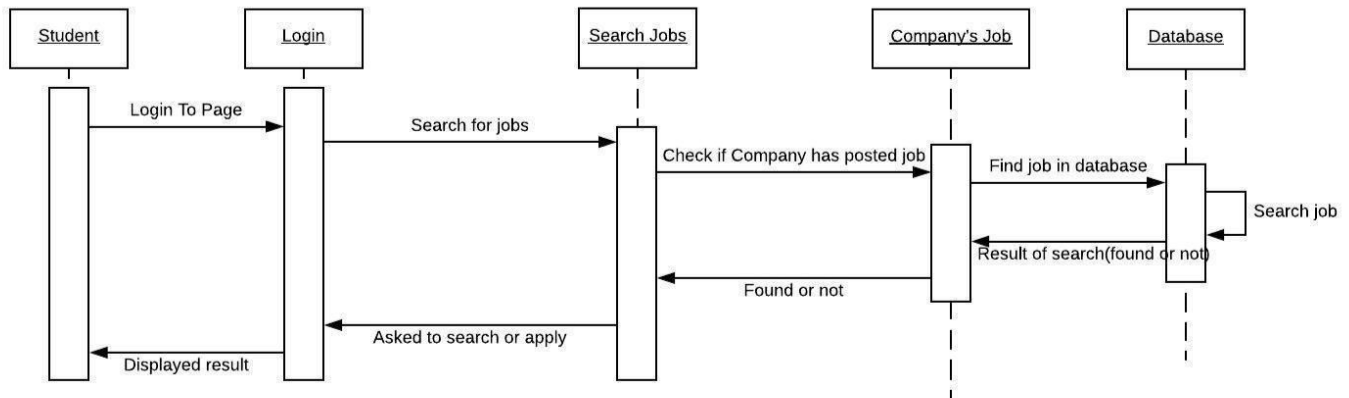 Student
Login
Search Jobs
Company's Job
Database
Login To Page
Search for jobs
Check if Company has posted job
Find job in database
Search job
Result of search(found or not)
Found or not
Asked to search or apply
Displayed result